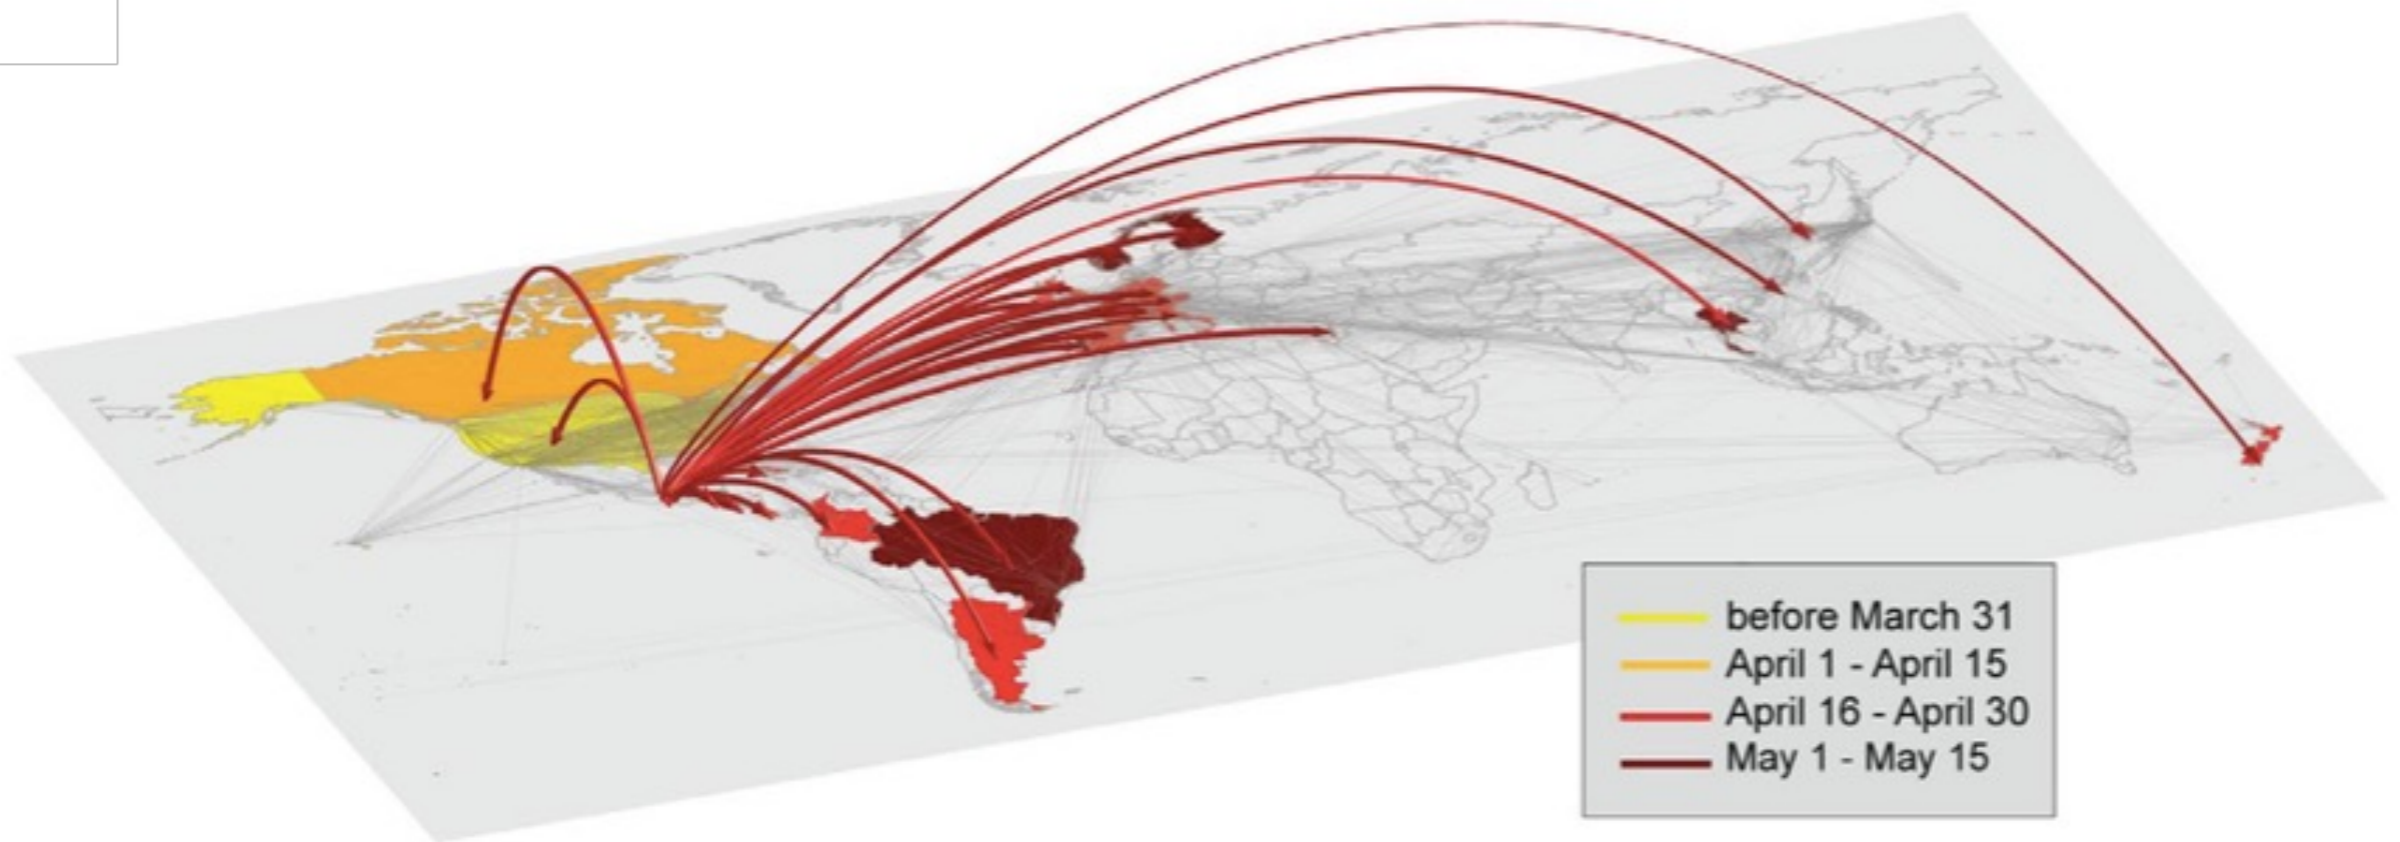 before March 31
April 1 - April 15
April 16 - April 30
May 1 - May 15